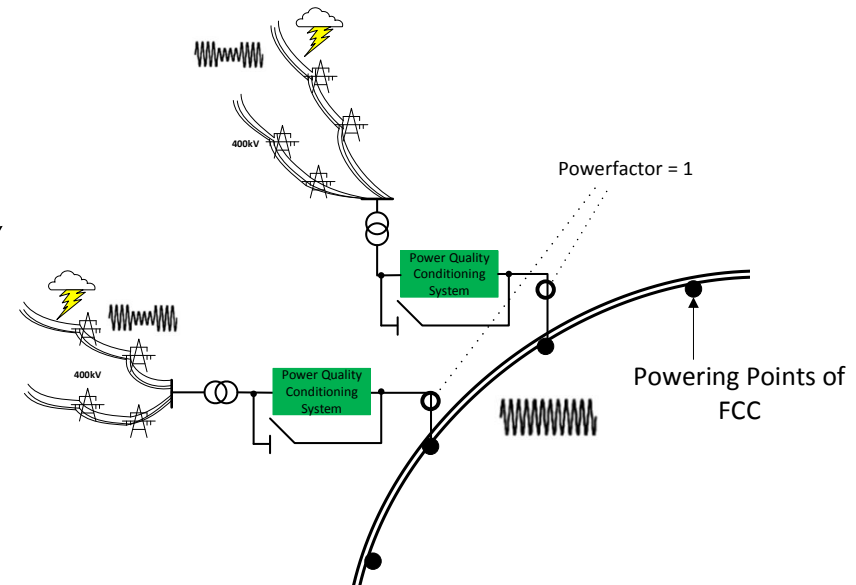 400kV
Powerfactor = 1
Power Quality
Conditioning
System
400kV
Power Quality
Conditioning
System
Powering Points of
FCC